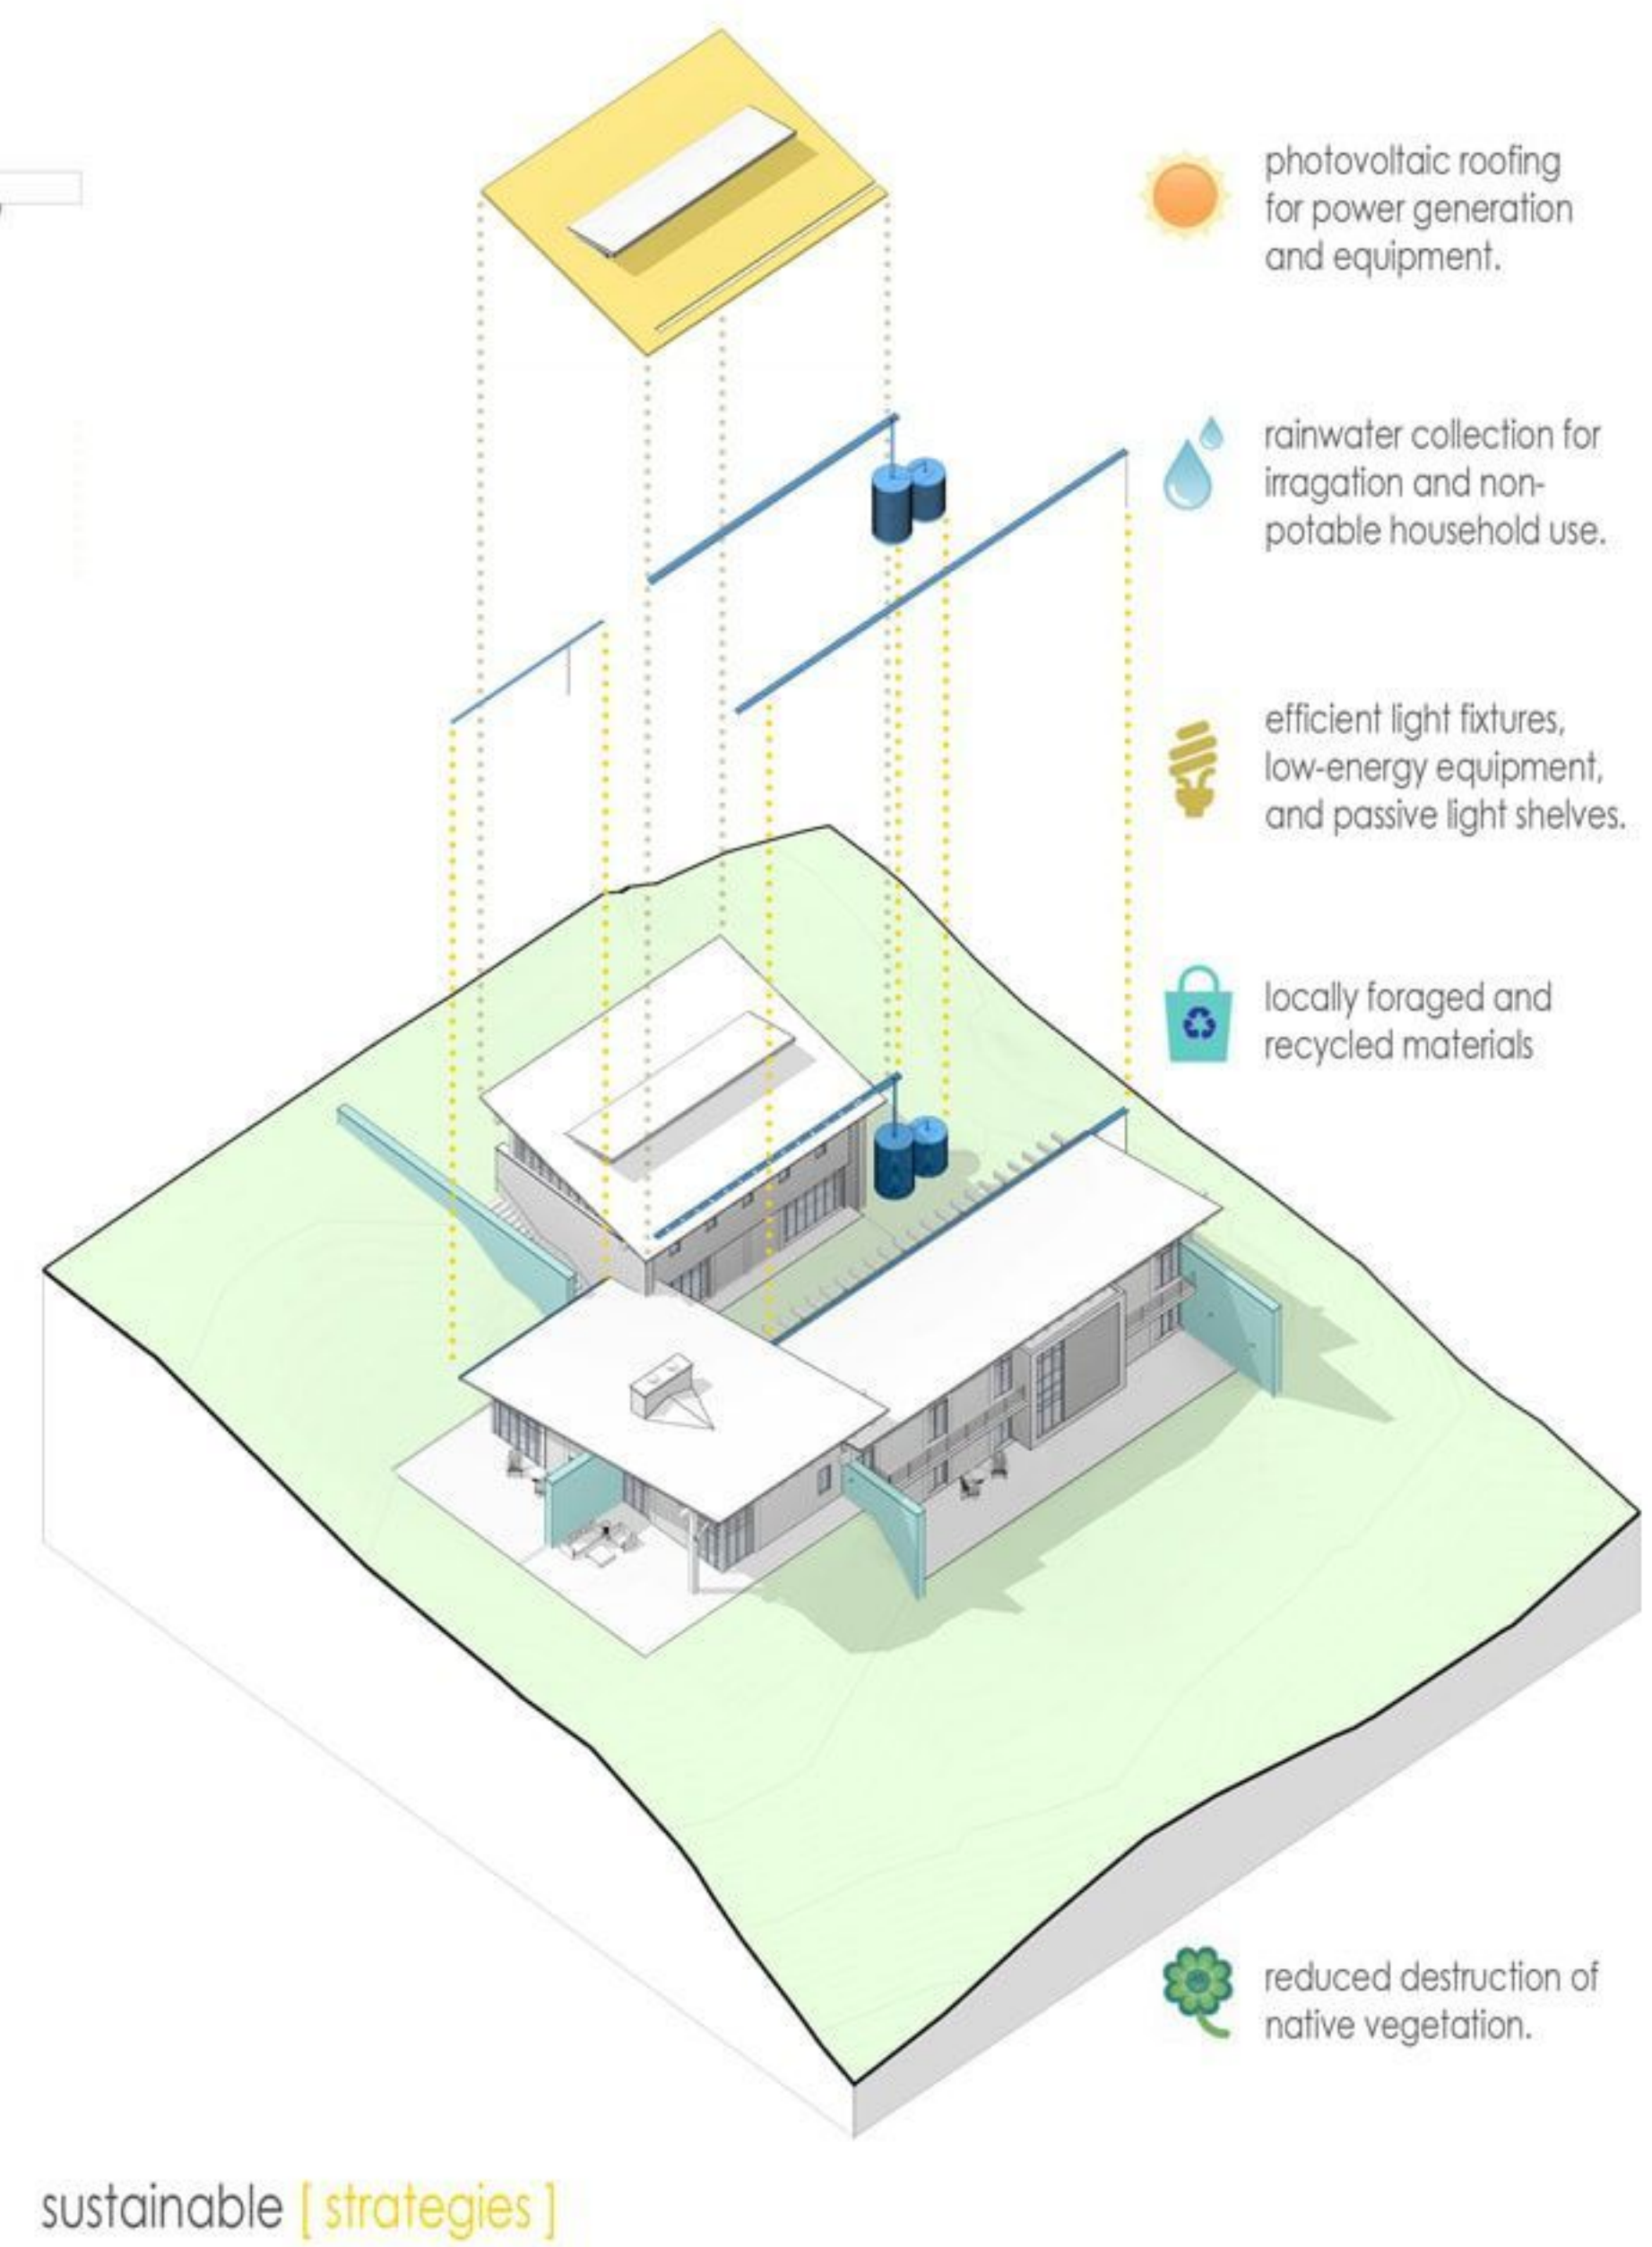 photovoltaic roofing
for power generation
and equipment.
rainwater collection for
irragation and non-
potable household use.
efficient light fixtures,
low-energy equipment,
and passive light shelves.
locally foraged and
recycled materials
reduced destruction of
native vegetation.
sustainable [ strategies ]